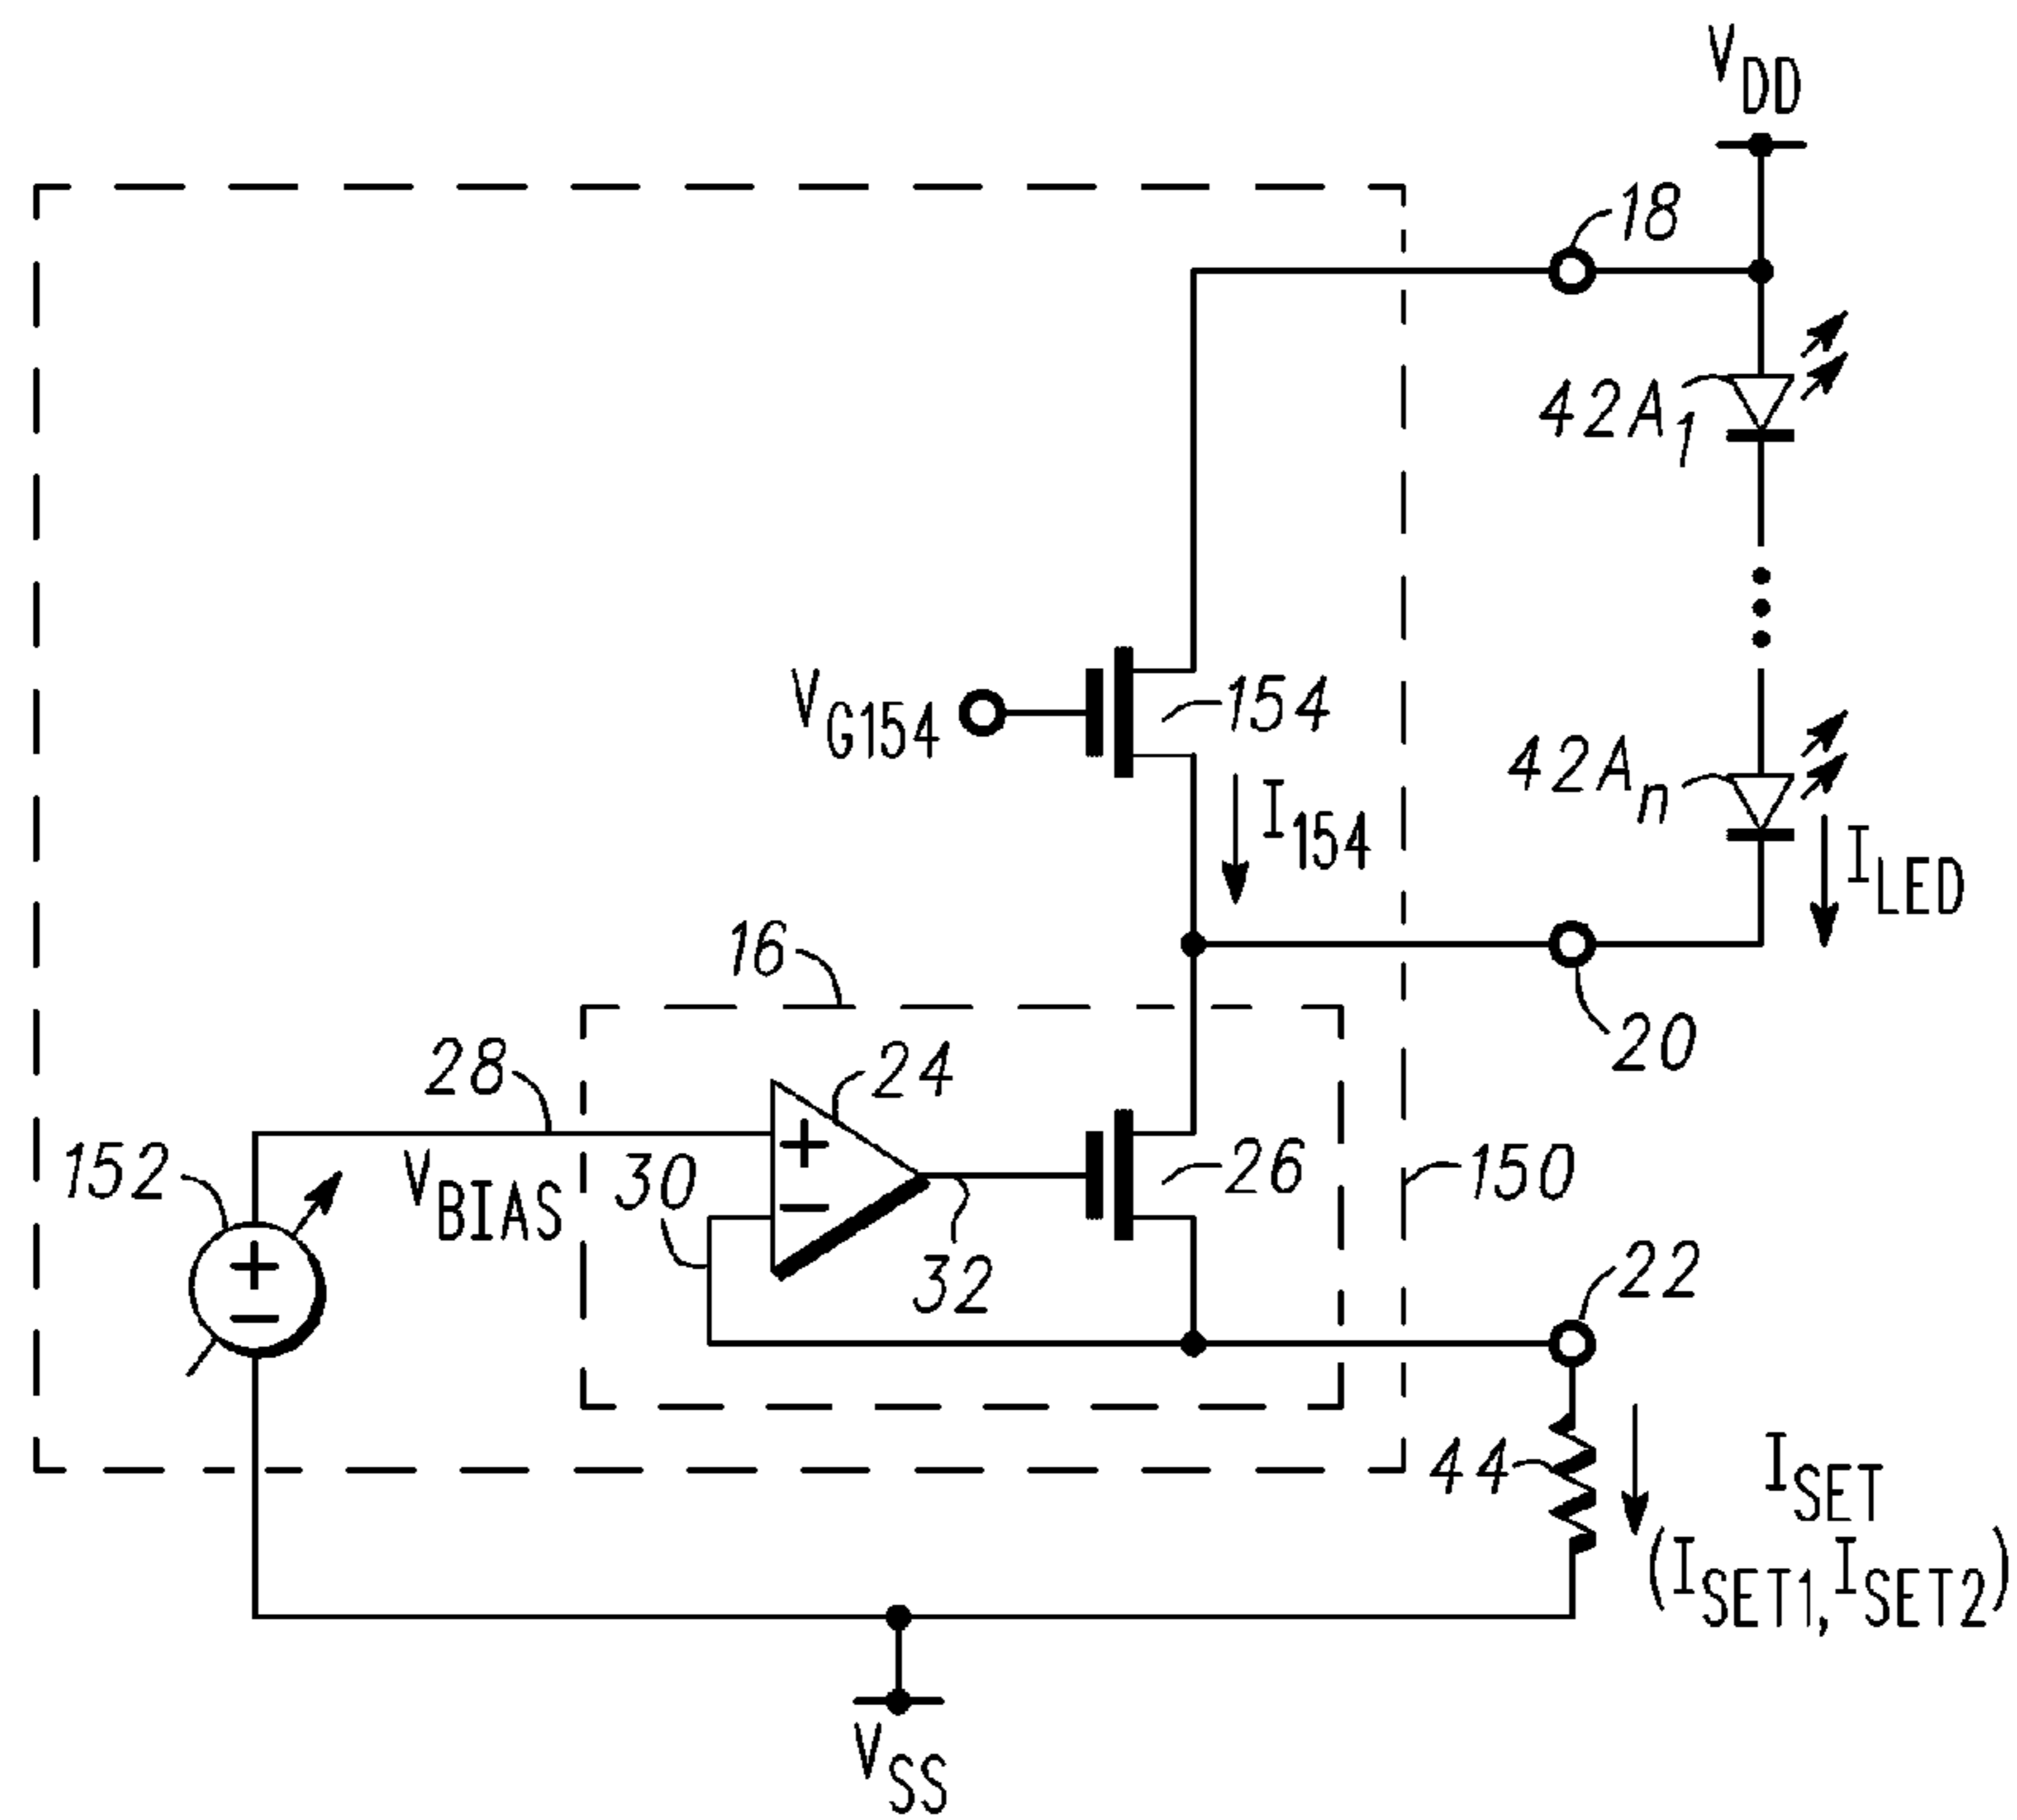 VDD
18
42A1
VG154
154
I154
42An
ILED
16
20
28
24
152
VBIAS
30
26
150
32
22
44
ISET
(ISET1, ISET2)
VSS
+
−
+
−